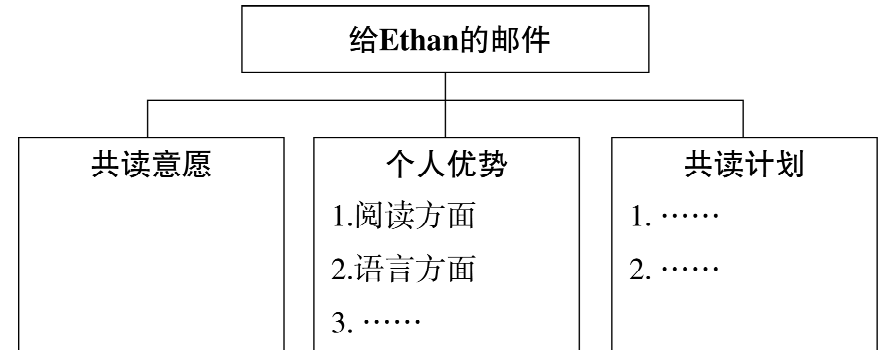 给Ethan的邮件
共读意愿
个人优势
1.阅读方面
2.语言方面
3. ……
共读计划
1. ……
2. ……